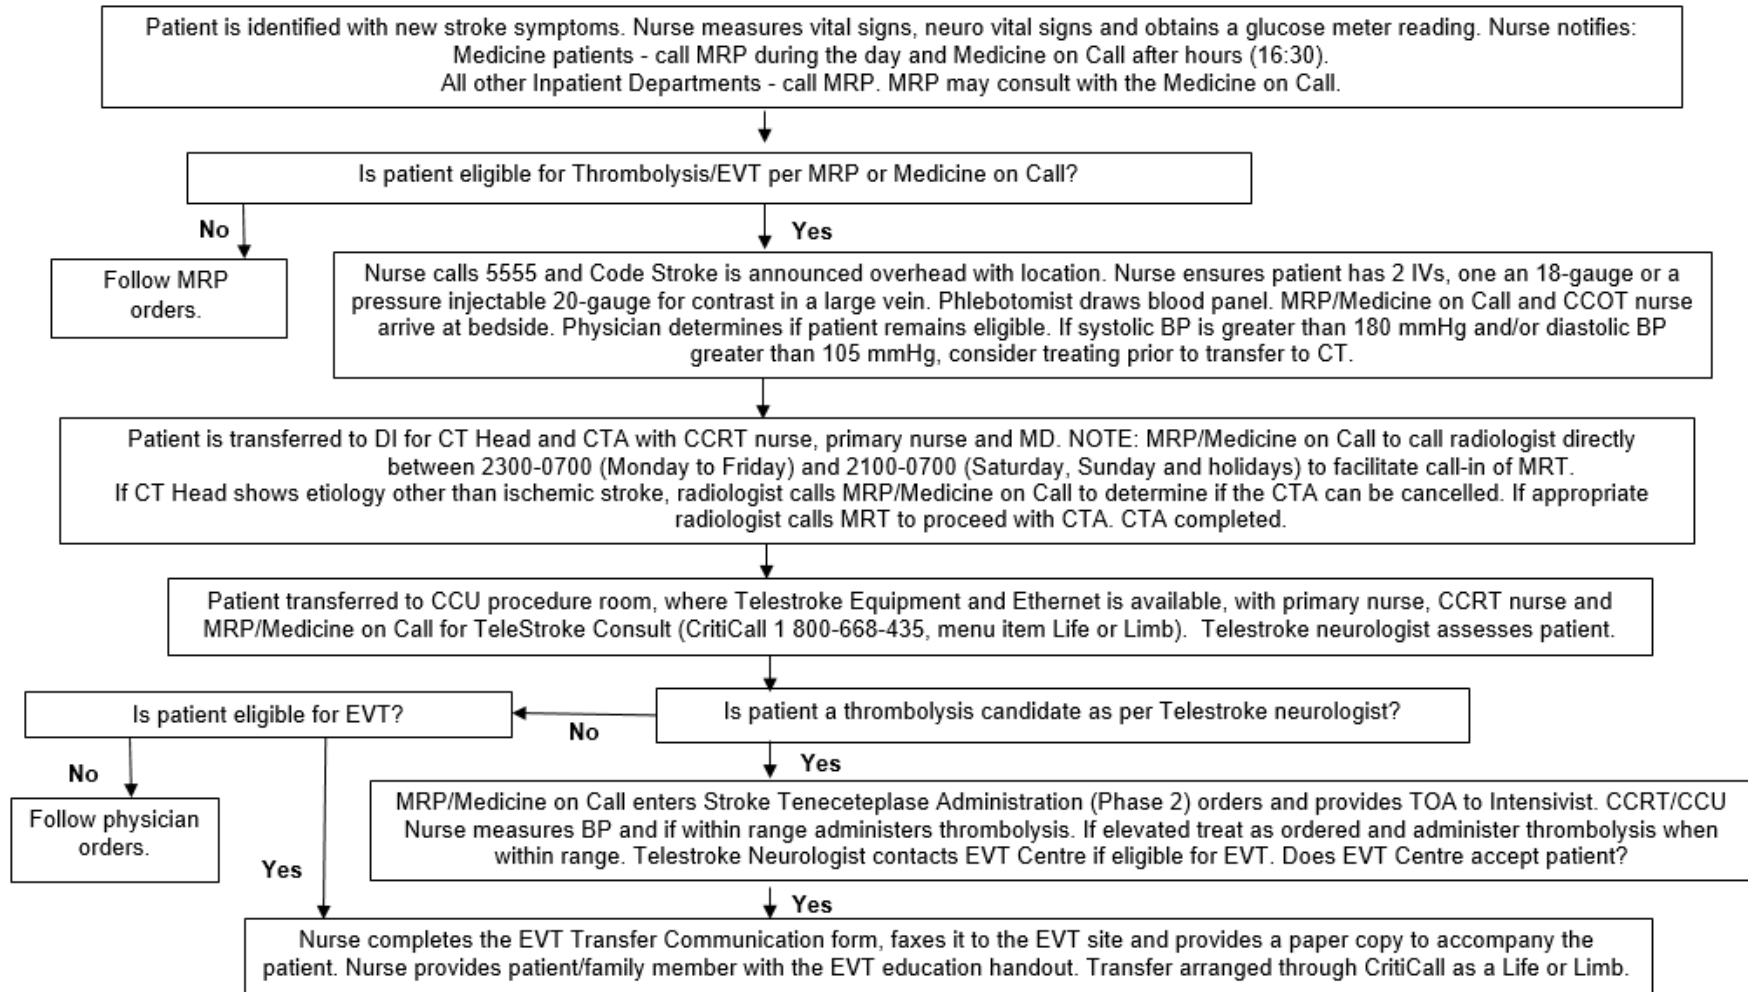 Patient is identified with new stroke symptoms. Nurse measures vital signs, neuro vital signs and obtains a glucose meter reading. Nurse notifies:
Medicine patients - call MRP during the day and Medicine on Call after hours (16:30).
All other Inpatient Departments - call MRP. MRP may consult with the Medicine on Call.
Is patient eligible for Thrombolysis/EVT per MRP or Medicine on Call?
No
Yes
Follow MRP
orders.
Nurse calls 5555 and Code Stroke is announced overhead with location. Nurse ensures patient has 2 IVs, one an 18-gauge or a
pressure injectable 20-gauge for contrast in a large vein. Phlebotomist draws blood panel. MRP/Medicine on Call and CCOT nurse
arrive at bedside. Physician determines if patient remains eligible. If systolic BP is greater than 180 mmHg and/or diastolic BP
greater than 105 mmHg, consider treating prior to transfer to CT.
Patient is transferred to DI for CT Head and CTA with CCRT nurse, primary nurse and MD. NOTE: MRP/Medicine on Call to call radiologist directly
between 2300-0700 (Monday to Friday) and 2100-0700 (Saturday, Sunday and holidays) to facilitate call-in of MRT.
If CT Head shows etiology other than ischemic stroke, radiologist calls MRP/Medicine on Call to determine if the CTA can be cancelled. If appropriate
radiologist calls MRT to proceed with CTA. CTA completed.
Patient transferred to CCU procedure room, where Telestroke Equipment and Ethernet is available, with primary nurse, CCRT nurse and
MRP/Medicine on Call for TeleStroke Consult (CritiCall 1 800-668-435, menu item Life or Limb). Telestroke neurologist assesses patient.
Is patient a thrombolysis candidate as per Telestroke neurologist?
No
Is patient eligible for EVT?
Yes
No
Follow physician
orders.
Yes
MRP/Medicine on Call enters Stroke Teneceteplase Administration (Phase 2) orders and provides TOA to Intensivist. CCRT/CCU
Nurse measures BP and if within range administers thrombolysis. If elevated treat as ordered and administer thrombolysis when
within range. Telestroke Neurologist contacts EVT Centre if eligible for EVT. Does EVT Centre accept patient?
Yes
Nurse completes the EVT Transfer Communication form, faxes it to the EVT site and provides a paper copy to accompany the
patient. Nurse provides patient/family member with the EVT education handout. Transfer arranged through CritiCall as a Life or Limb.